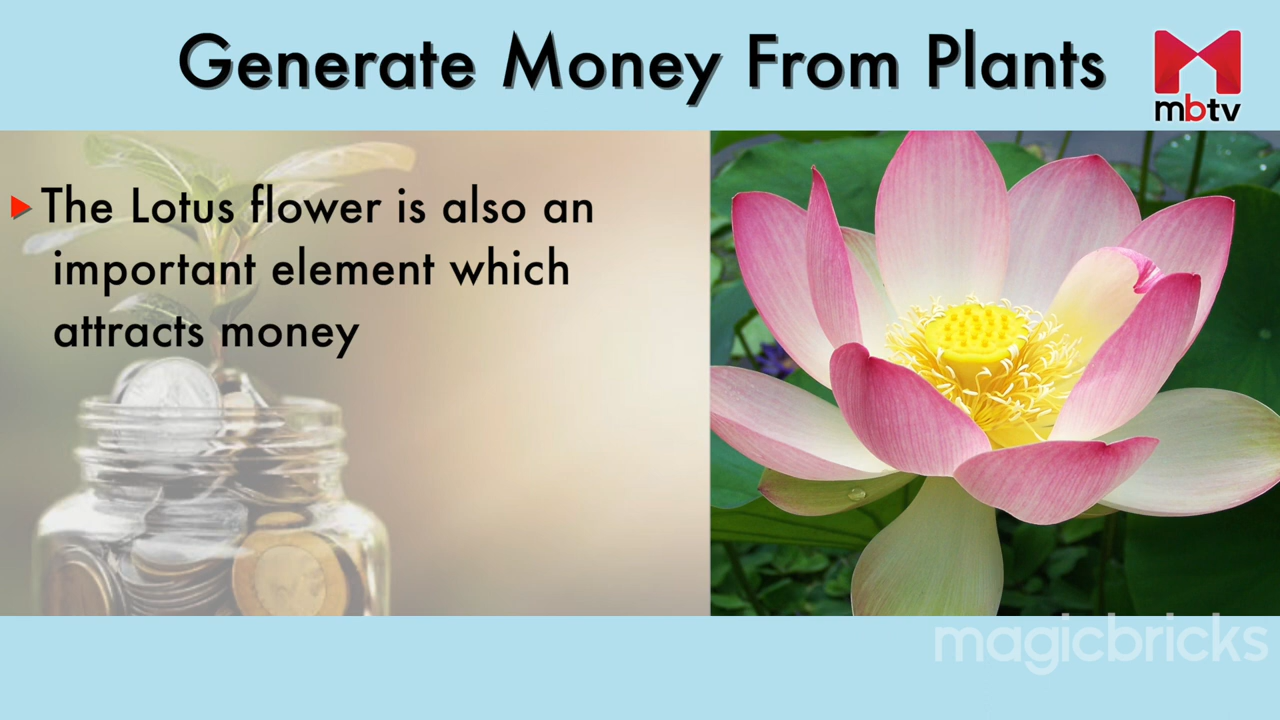 Generate Money From Plants
mbtv
The Lotus flower is also an
important element which
attracts money
magicbricks